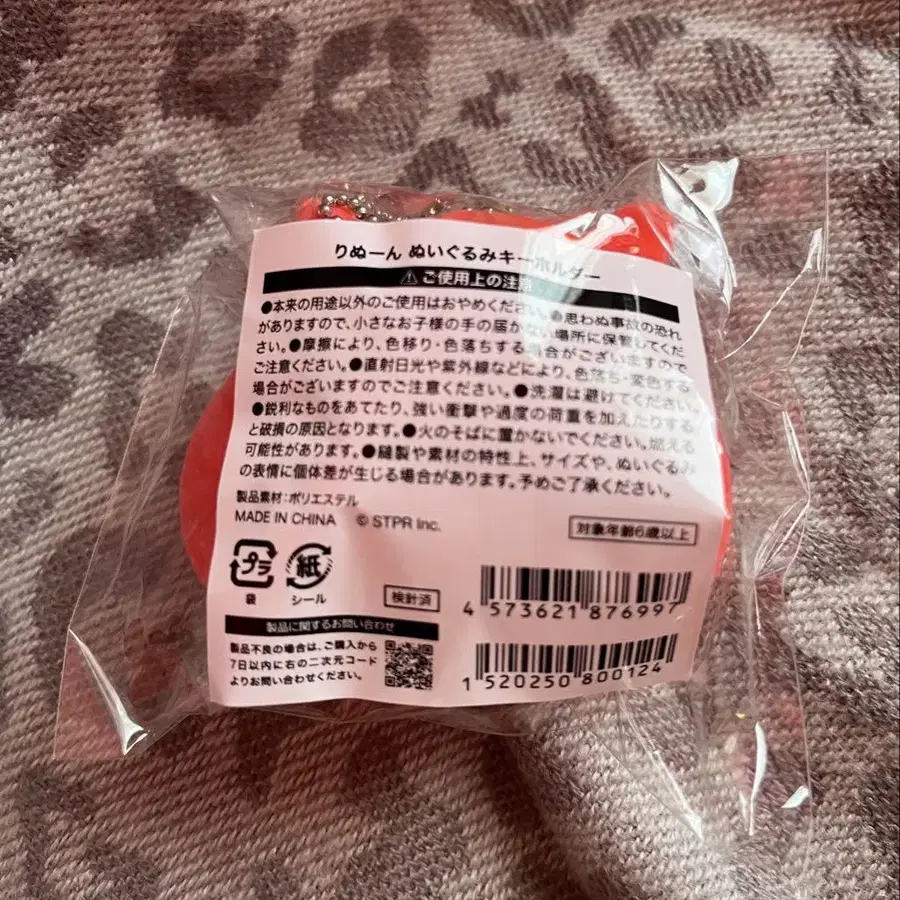 りぬーん ぬいぐるみキーホルダー
⚠ご使用上の注意
●本来の用途以外のご使用はおやめください。●思わぬ事故の恐れ
がありますので、小さなお子様の手の届かない場所に保管してくだ
さい。●摩擦により、色移り・色落ちする場合がございますので
ご注意ください。●直射日光や紫外線などにより、色落ち・変色する
場合がございますのでご注意ください。●洗濯は避けてください。
●鋭利なものをあてたり、強い衝撃や過度の荷重を加えたりする
と破損の原因となります。●火のそばに置かないでください。燃える
可能性があります。●縫製や素材の特性上、サイズや、ぬいぐるみ
の表情に個体差が生じる場合があります。予めご了承ください。
製品素材：ポリエステル
MADE IN CHINA © STPR Inc.
対象年齢6歳以上
プラ
袋
紙
シール
検針済
4 573621 876997
製品に関するお問い合わせ
製品不良の場合は、ご購入から
7日以内に右の二次元コード
よりお問い合わせください。
1 520250 800124